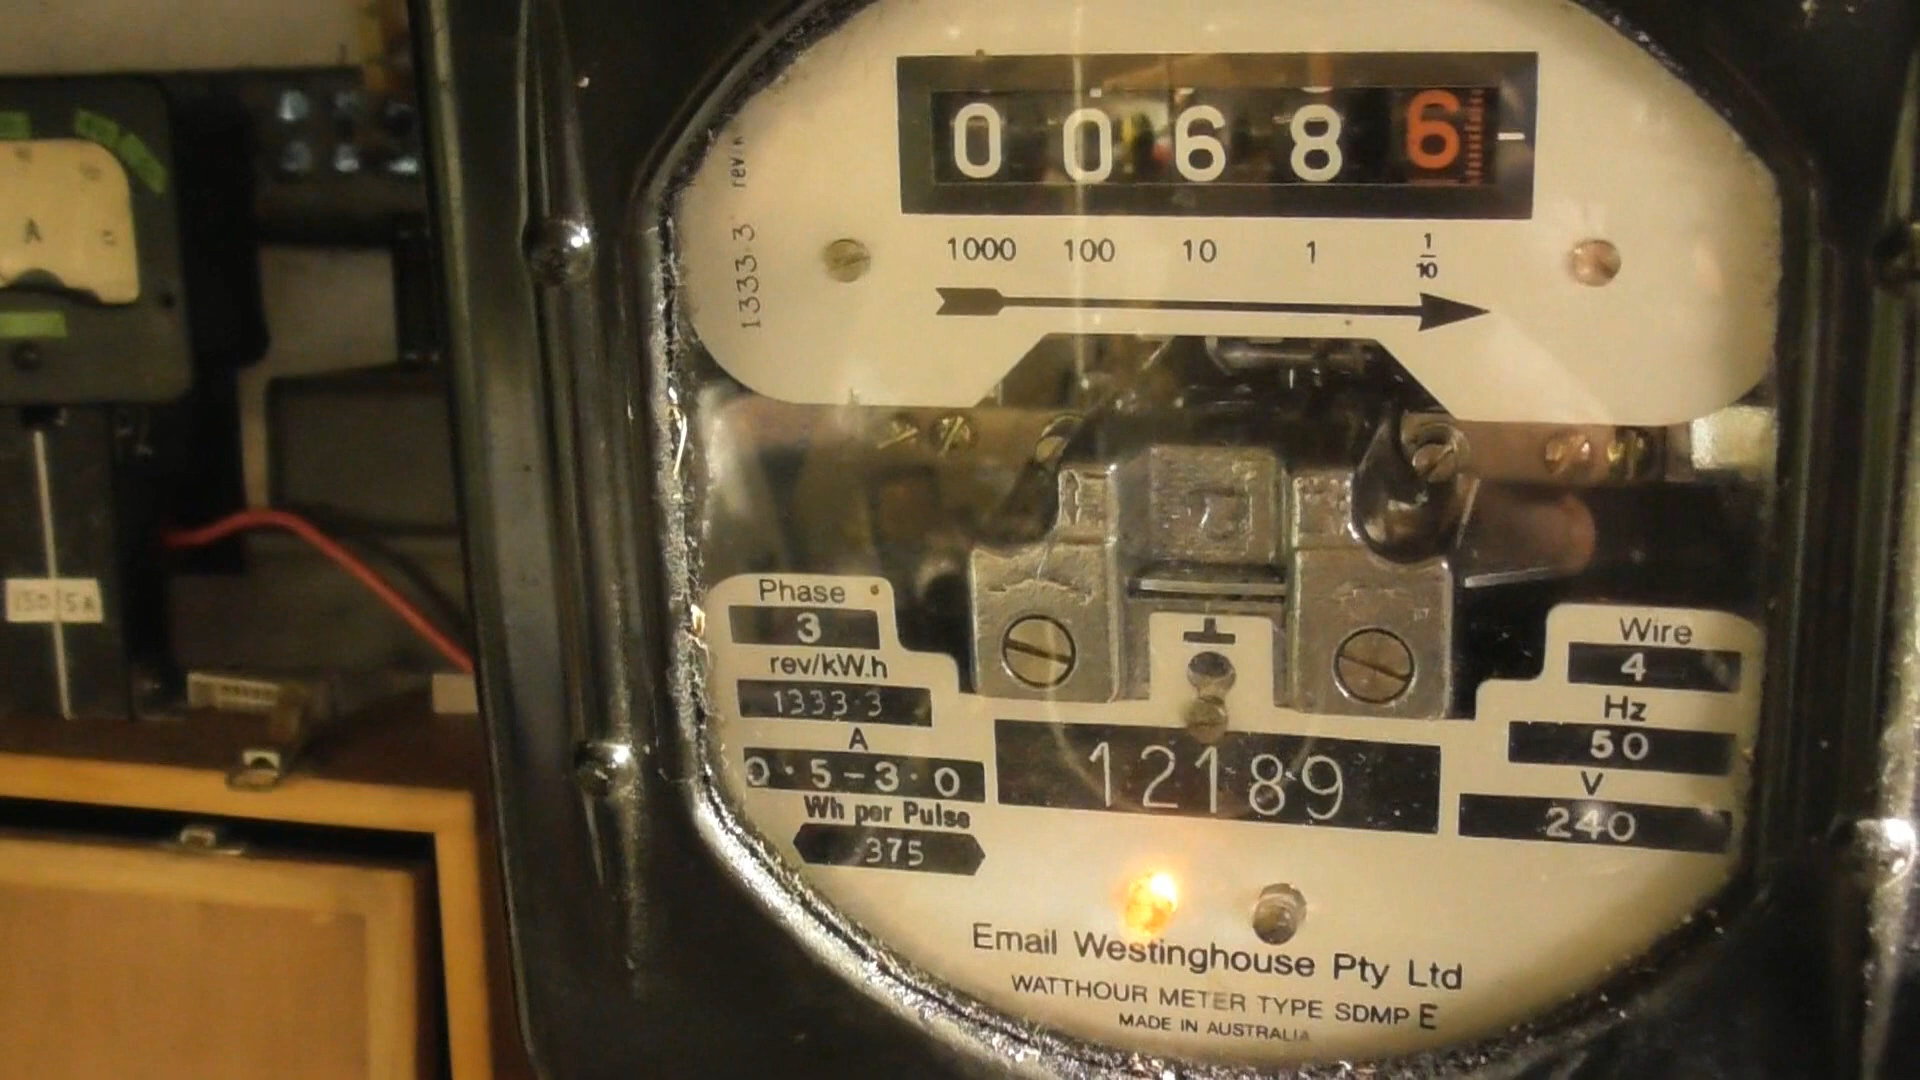 0 0 6 8 6
1000 100 10 1 1/10
1333·3 rev/k
A
150/5A
Phase
3
rev/kW.h
1333·3
A
0·5-3·0
Wh per Pulse
·375
12189
Wire
4
Hz
50
V
240
Email Westinghouse Pty Ltd
WATTHOUR METER TYPE SDMP E
MADE IN AUSTRALIA